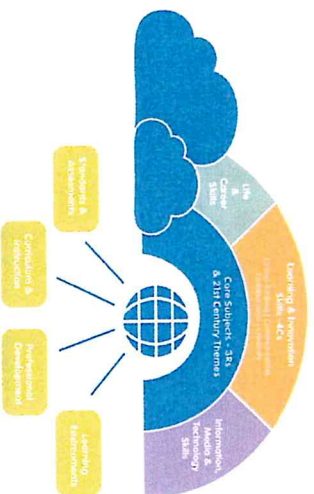 Life
&
Career
Skills
Learning & Innovation
Skills - 4Cs
Core Subjects - 3Rs
& 21st Century Themes
Information,
Media &
Technology
Skills
Standards &
Assessments
Curriculum &
Instruction
Professional
Development
Learning
Environments